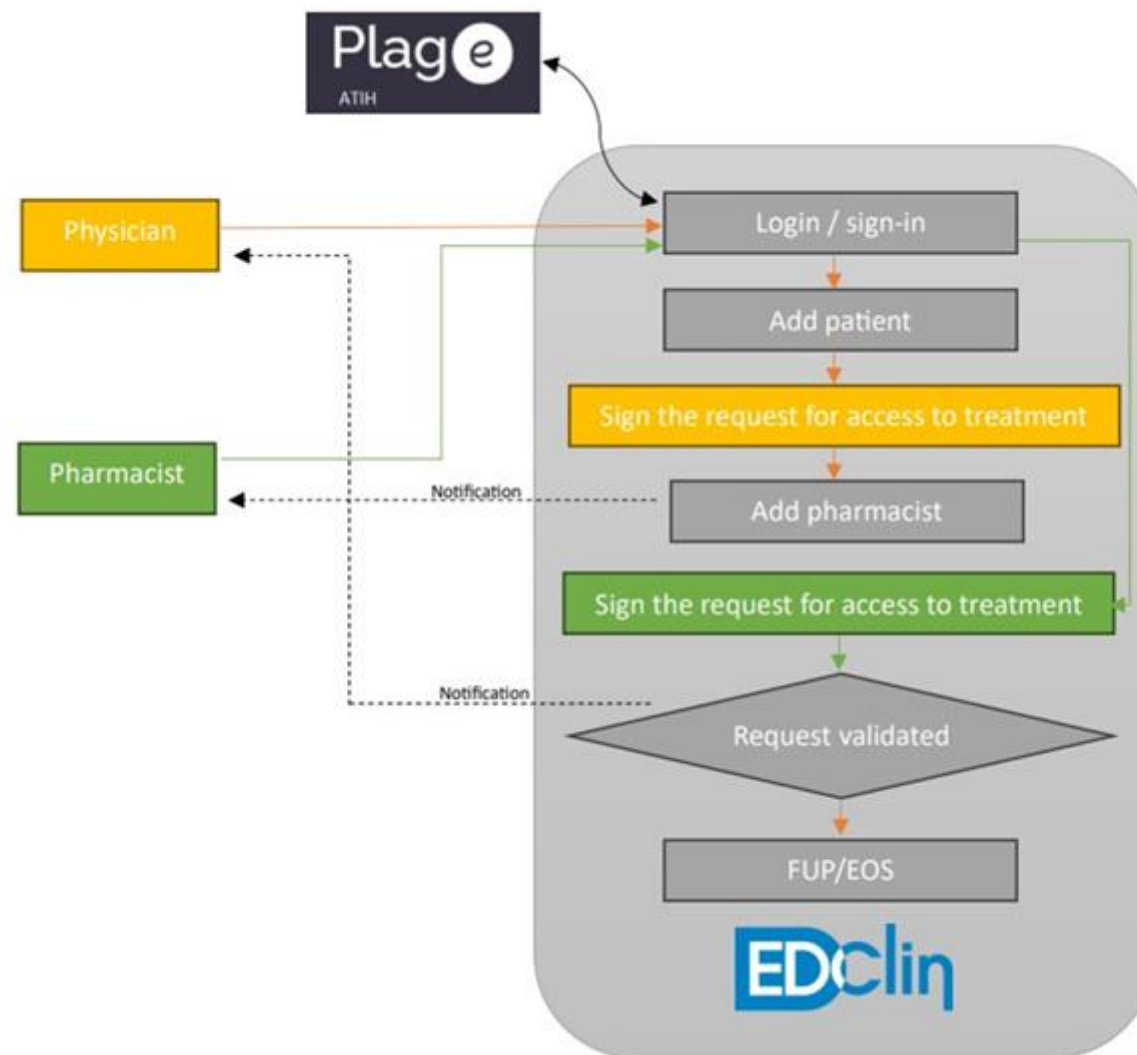 Plage
ATIH
Physician
Login / sign-in
Add patient
Sign the request for access to treatment
Pharmacist
Notification
Add pharmacist
Sign the request for access to treatment
Notification
Request validated
FUP/EOS
EDClin